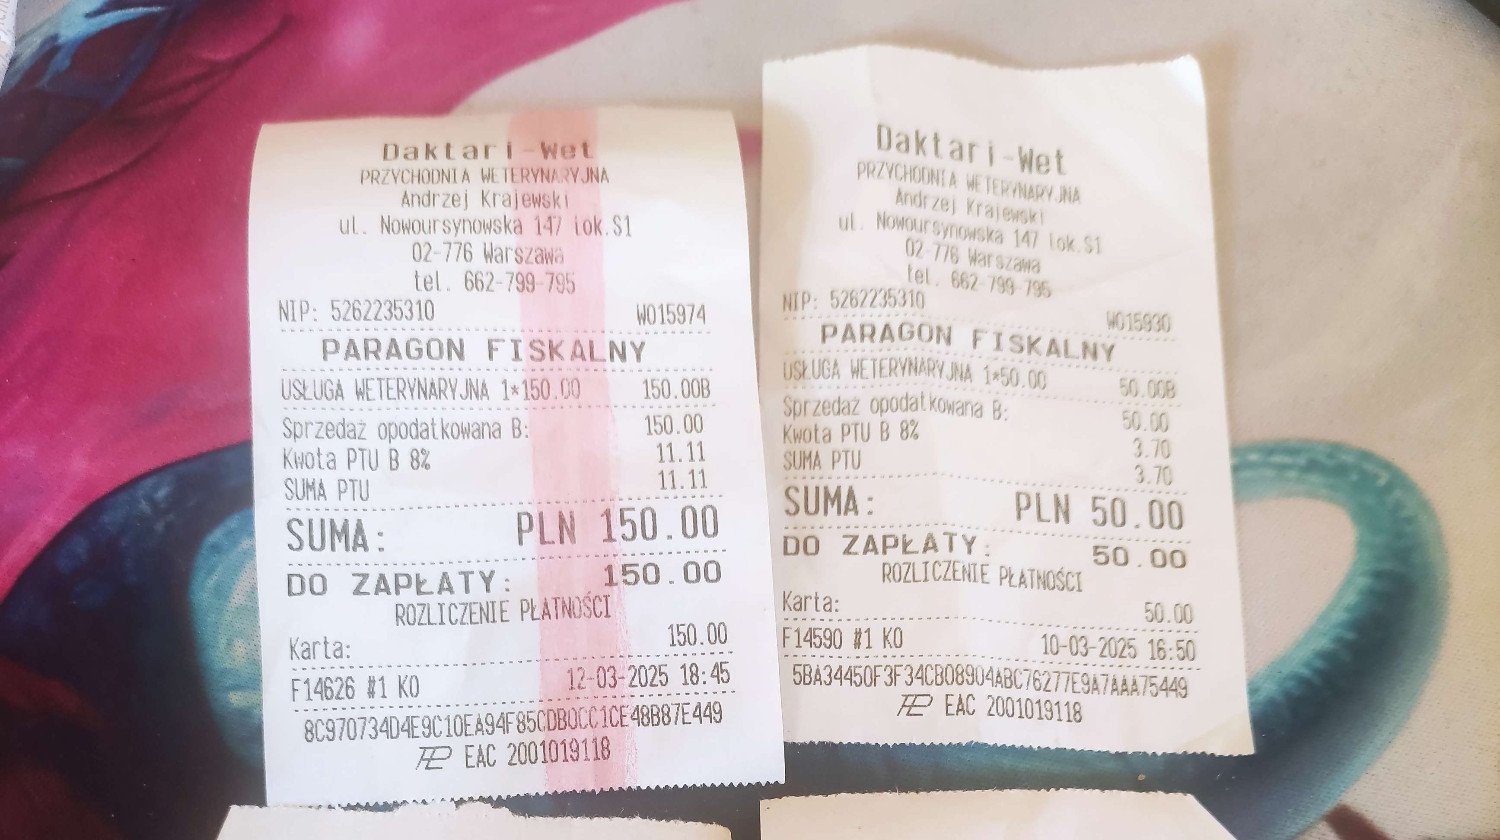 Daktari-Wet
PRZYCHODNIA WETERYNARYJNA
Andrzej Krajewski
ul. Nowoursynowska 147 lok.S1
02-776 Warszawa
tel. 662-799-795
NIP: 5262235310 W015974
PARAGON FISKALNY
USŁUGA WETERYNARYJNA 1*150.00 150.00B
Sprzedaż opodatkowana B: 150.00
Kwota PTU B 8% 11.11
SUMA PTU 11.11
SUMA: PLN 150.00
DO ZAPŁATY: 150.00
ROZLICZENIE PŁATNOŚCI
Karta: 150.00
F14626 #1 KO 12-03-2025 18:45
8C970734D4E9C10EA94F85CDB0CC1CE48B87E449
EAC 2001019118
Daktari-Wet
PRZYCHODNIA WETERYNARYJNA
Andrzej Krajewski
ul. Nowoursynowska 147 lok.S1
02-776 Warszawa
tel. 662-799-795
NIP: 5262235310 W015930
PARAGON FISKALNY
USŁUGA WETERYNARYJNA 1*50.00 50.00B
Sprzedaż opodatkowana B: 50.00
Kwota PTU B 8% 3.70
SUMA PTU 3.70
SUMA: PLN 50.00
DO ZAPŁATY: 50.00
ROZLICZENIE PŁATNOŚCI
Karta: 50.00
F14590 #1 KO 10-03-2025 16:50
5BA34450F3F34CB08904ABC76277E9A7AAA75449
EAC 2001019118